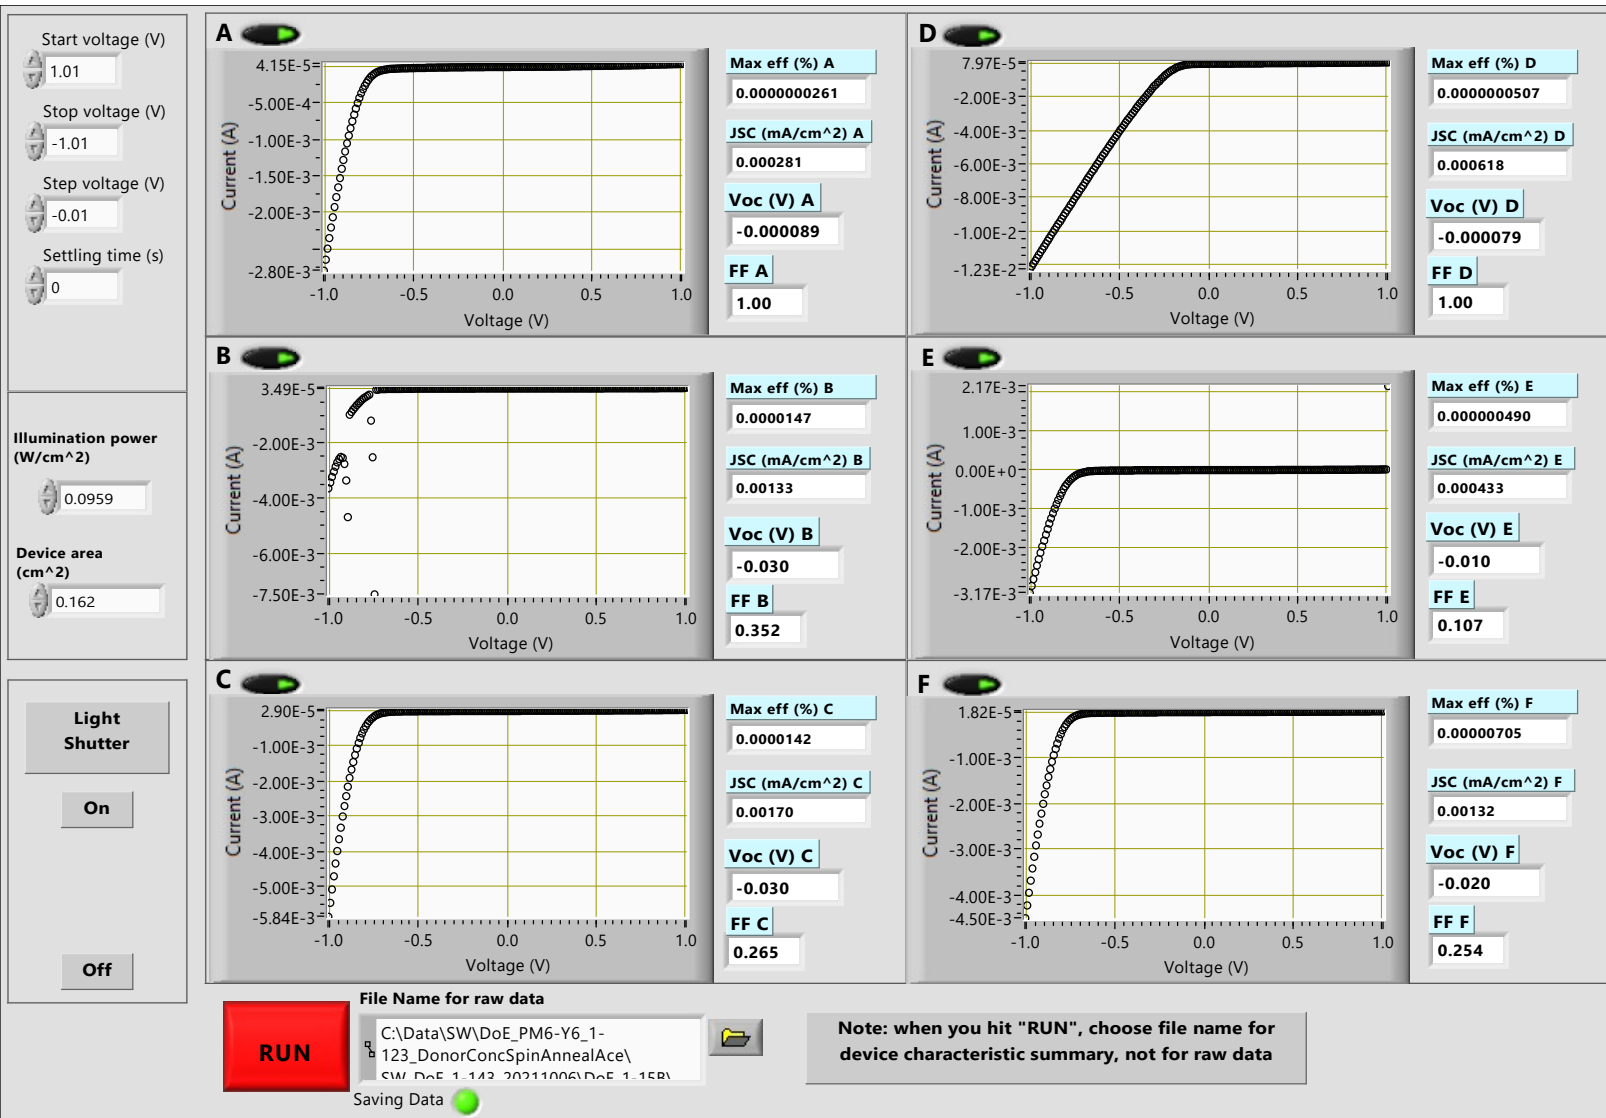 Start voltage (V)
1.01
Stop voltage (V)
-1.01
Step voltage (V)
-0.01
Settling time (s)
0
Illumination power
(W/cm^2)
0.0959
Device area
(cm^2)
0.162
Light
Shutter
On
Off
A
4.15E-5
-5.00E-4
-1.00E-3
-1.50E-3
-2.00E-3
-2.80E-3
Current (A)
-1.0 -0.5 0.0 0.5 1.0
Voltage (V)
Max eff (%) A
0.0000000261
JSC (mA/cm^2) A
0.000281
Voc (V) A
-0.000089
FF A
1.00
D
7.97E-5
-2.00E-3
-4.00E-3
-6.00E-3
-8.00E-3
-1.00E-2
-1.23E-2
Current (A)
-1.0 -0.5 0.0 0.5 1.0
Voltage (V)
Max eff (%) D
0.0000000507
JSC (mA/cm^2) D
0.000618
Voc (V) D
-0.000079
FF D
1.00
B
3.49E-5
-2.00E-3
-4.00E-3
-6.00E-3
-7.50E-3
Current (A)
-1.0 -0.5 0.0 0.5 1.0
Voltage (V)
Max eff (%) B
0.0000147
JSC (mA/cm^2) B
0.00133
Voc (V) B
-0.030
FF B
0.352
E
2.17E-3
1.00E-3
0.00E+0
-1.00E-3
-2.00E-3
-3.17E-3
Current (A)
-1.0 -0.5 0.0 0.5 1.0
Voltage (V)
Max eff (%) E
0.000000490
JSC (mA/cm^2) E
0.000433
Voc (V) E
-0.010
FF E
0.107
C
2.90E-5
-1.00E-3
-2.00E-3
-3.00E-3
-4.00E-3
-5.00E-3
-5.84E-3
Current (A)
-1.0 -0.5 0.0 0.5 1.0
Voltage (V)
Max eff (%) C
0.0000142
JSC (mA/cm^2) C
0.00170
Voc (V) C
-0.030
FF C
0.265
F
1.82E-5
-1.00E-3
-2.00E-3
-3.00E-3
-4.00E-3
-4.50E-3
Current (A)
-1.0 -0.5 0.0 0.5 1.0
Voltage (V)
Max eff (%) F
0.00000705
JSC (mA/cm^2) F
0.00132
Voc (V) F
-0.020
FF F
0.254
RUN
File Name for raw data
C:\Data\SW\DoE_PM6-Y6_1-
123_DonorConcSpinAnnealAce\
SW_DoE_1-143_20211006\DoE_1-15B\
Saving Data
Note: when you hit "RUN", choose file name for
device characteristic summary, not for raw data